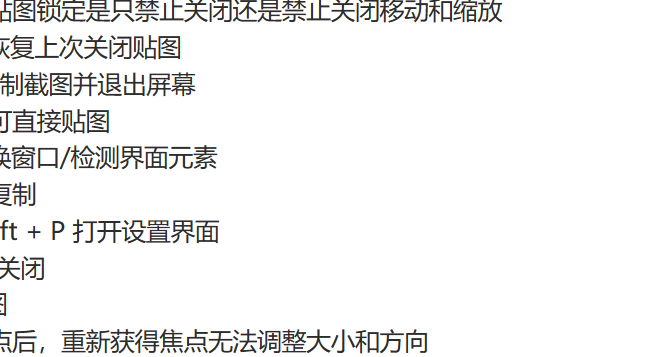 贴图锁定是只禁止关闭还是禁止关闭移动和缩放
恢复上次关闭贴图
制截图并退出屏幕
可直接贴图
换窗口/检测界面元素
复制
ft + P 打开设置界面
关闭
图
点后，重新获得焦点无法调整大小和方向